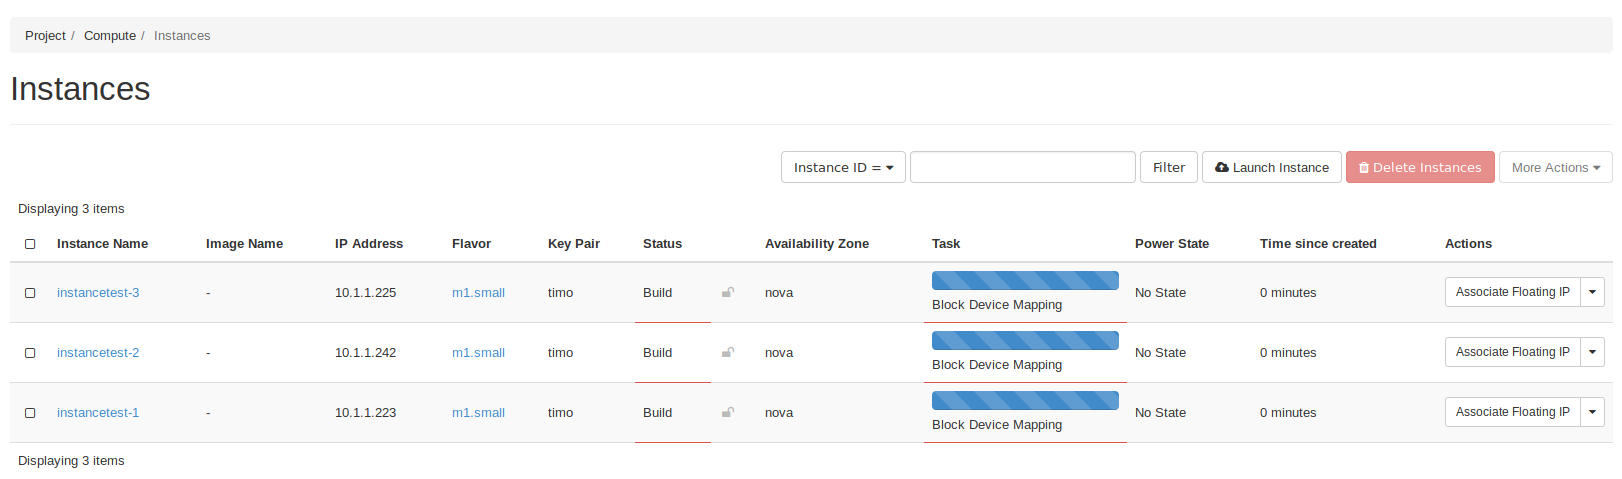 Project / Compute / Instances
Instances
Instance ID = Filter Launch Instance Delete Instances More Actions
Displaying 3 items
Instance Name Image Name IP Address Flavor Key Pair Status Availability Zone Task Power State Time since created Actions
instancetest-3 - 10.1.1.225 m1.small timo Build nova Block Device Mapping No State 0 minutes Associate Floating IP
instancetest-2 - 10.1.1.242 m1.small timo Build nova Block Device Mapping No State 0 minutes Associate Floating IP
instancetest-1 - 10.1.1.223 m1.small timo Build nova Block Device Mapping No State 0 minutes Associate Floating IP
Displaying 3 items